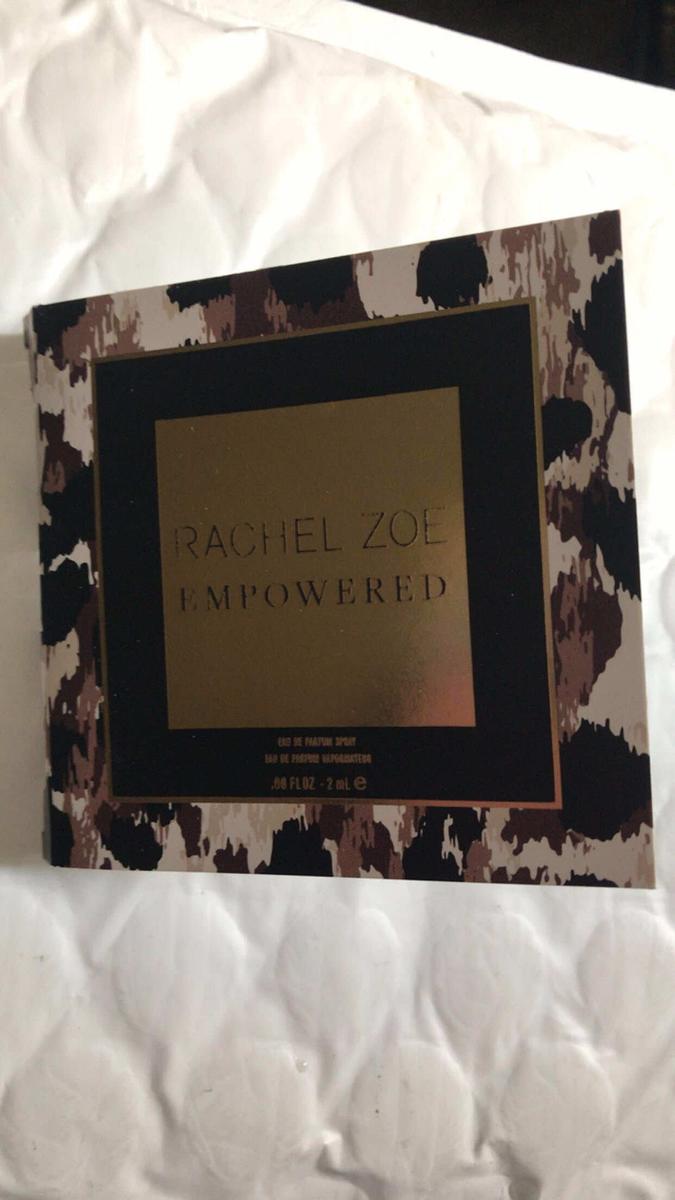 RACHEL ZOE
EMPOWERED
EAU DE PARFUM SPRAY
EAU DE PARFUM VAPORISATEUR
.06 FL OZ - 2 mL e